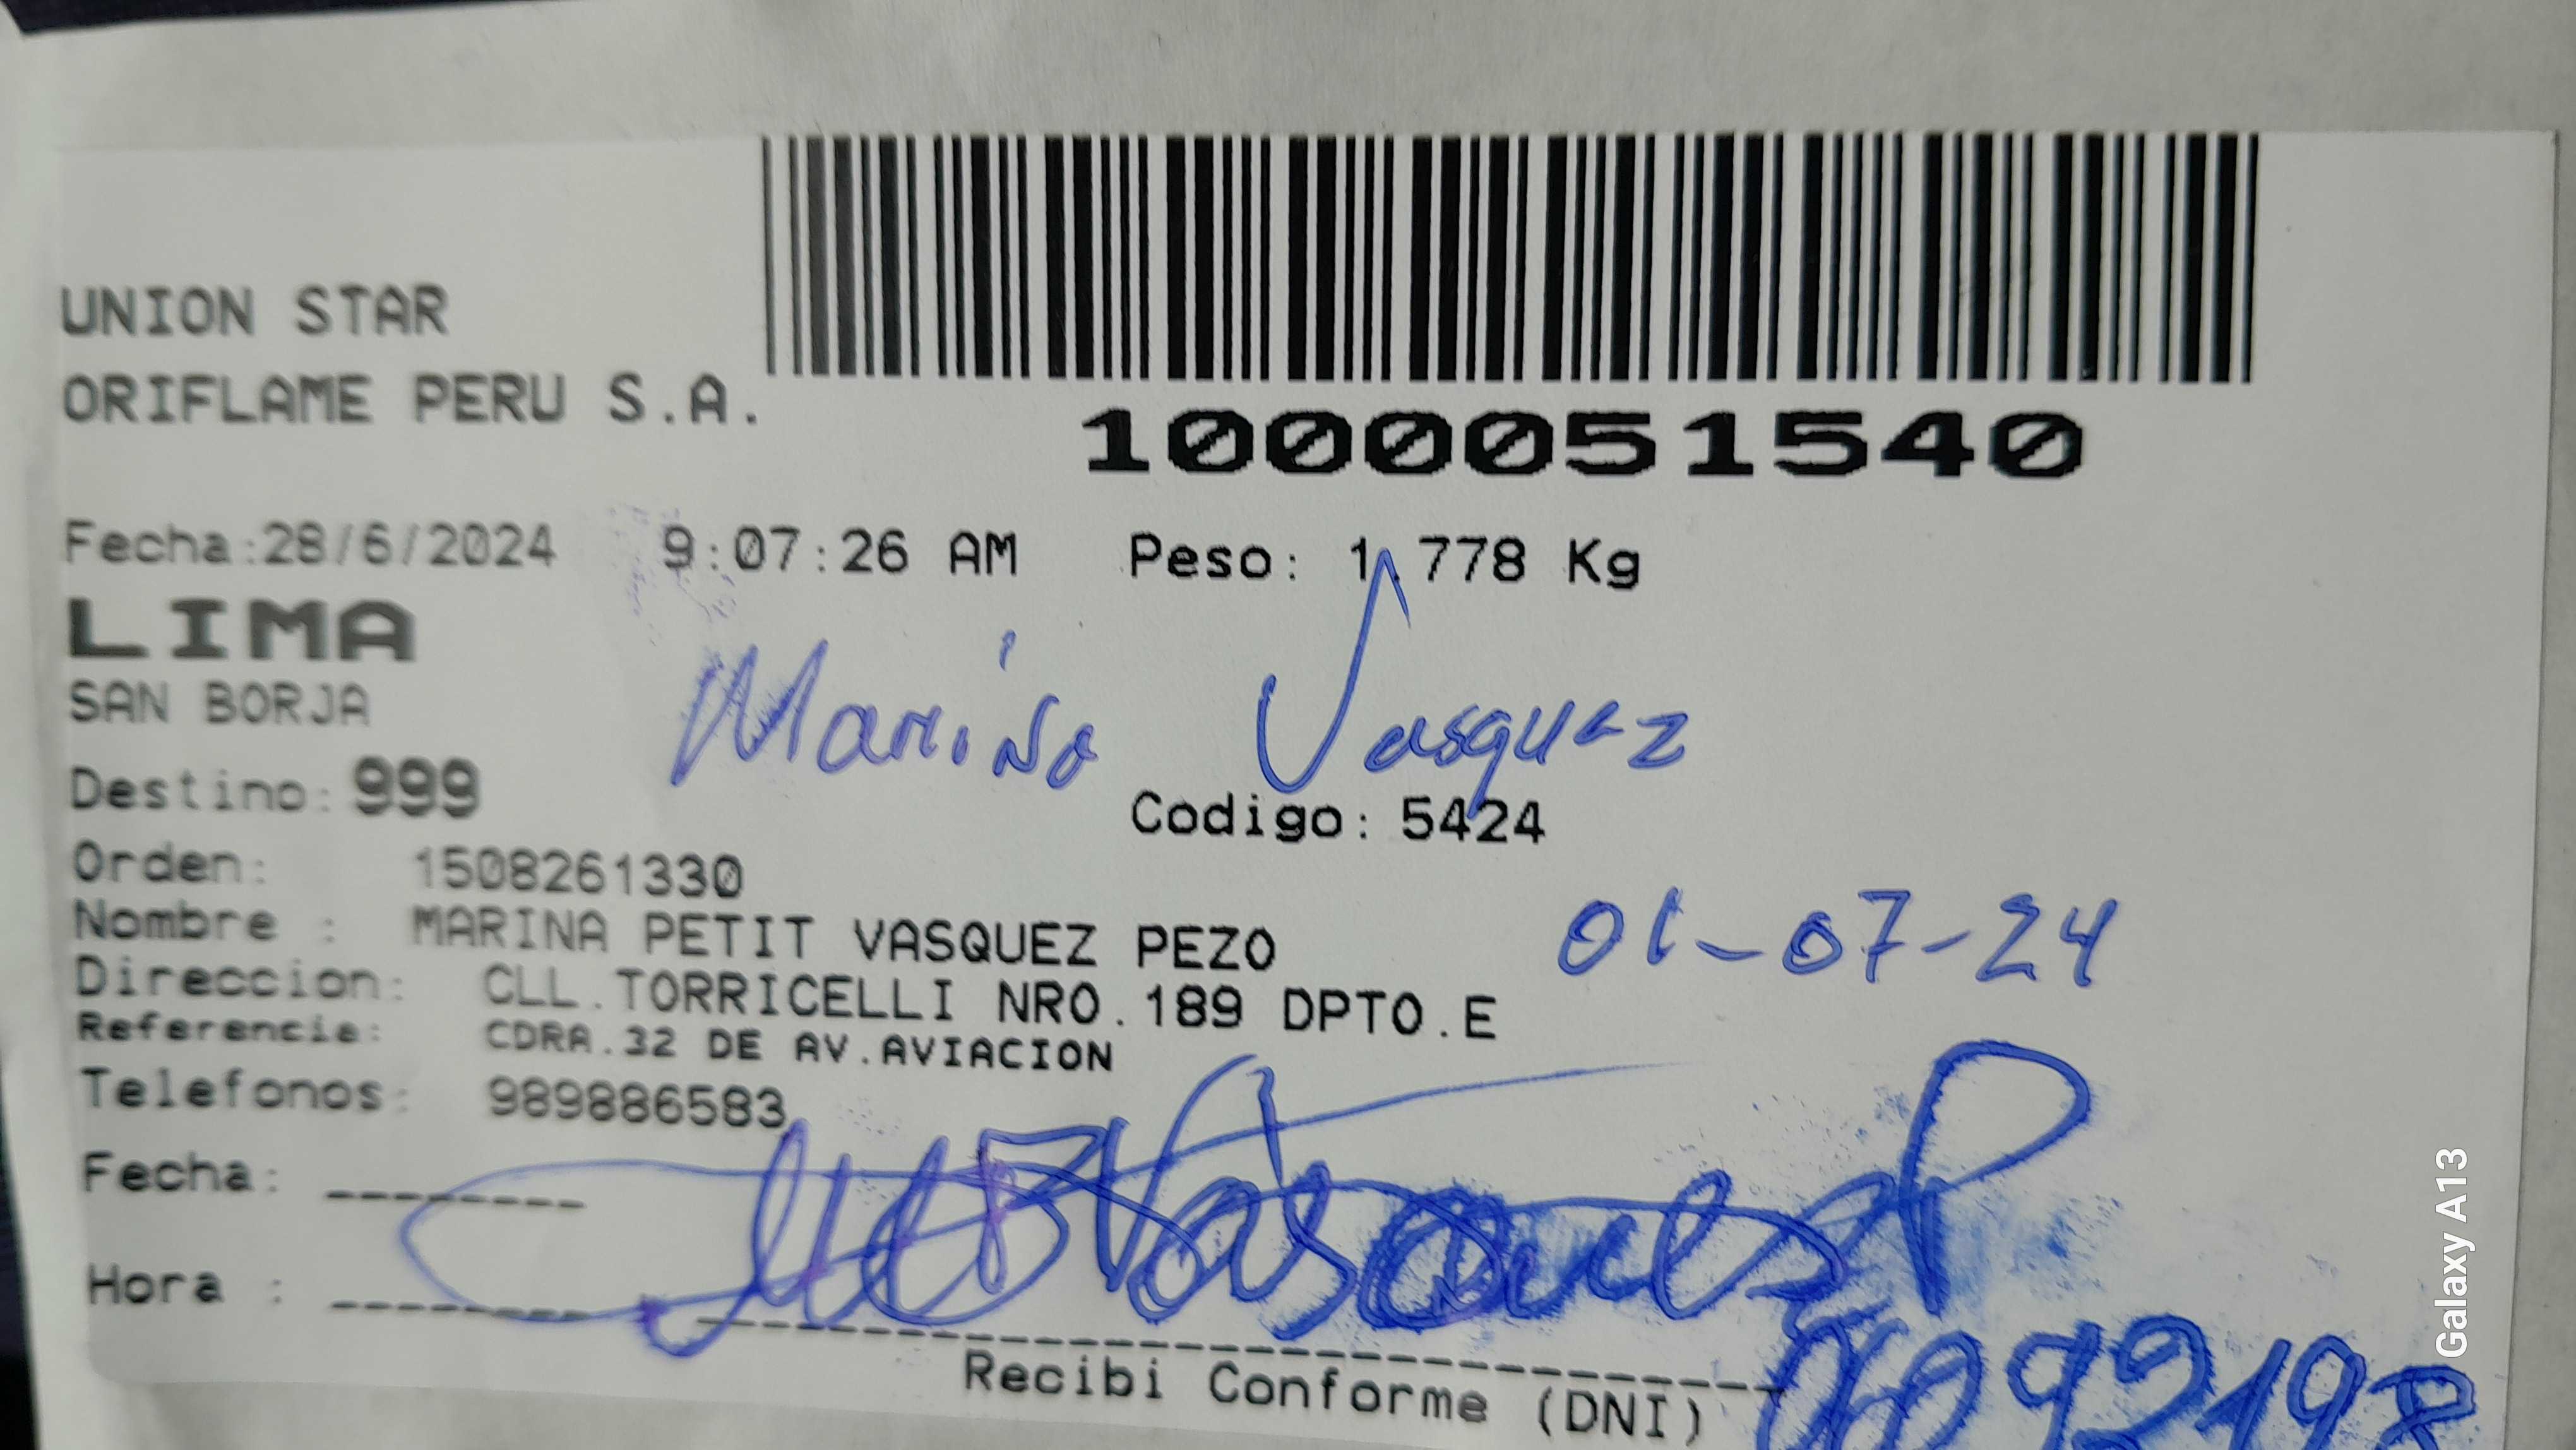 UNION STAR
ORIFLAME PERU S.A.
1000051540
Fecha:28/6/2024 9:07:26 AM Peso: 1.778 Kg
LIMA
SAN BORJA
Marina Vasquez
Destino: 999
Codigo: 5424
Orden: 1508261330
Nombre : MARINA PETIT VASQUEZ PEZO
01-07-24
Direccion: CLL.TORRICELLI NRO.189 DPTO.E
Referencia: CDRA.32 DE AV.AVIACION
Telefonos: 989886583
Fecha: --------
Hora :
Recibi Conforme (DNI)
Galaxy A13